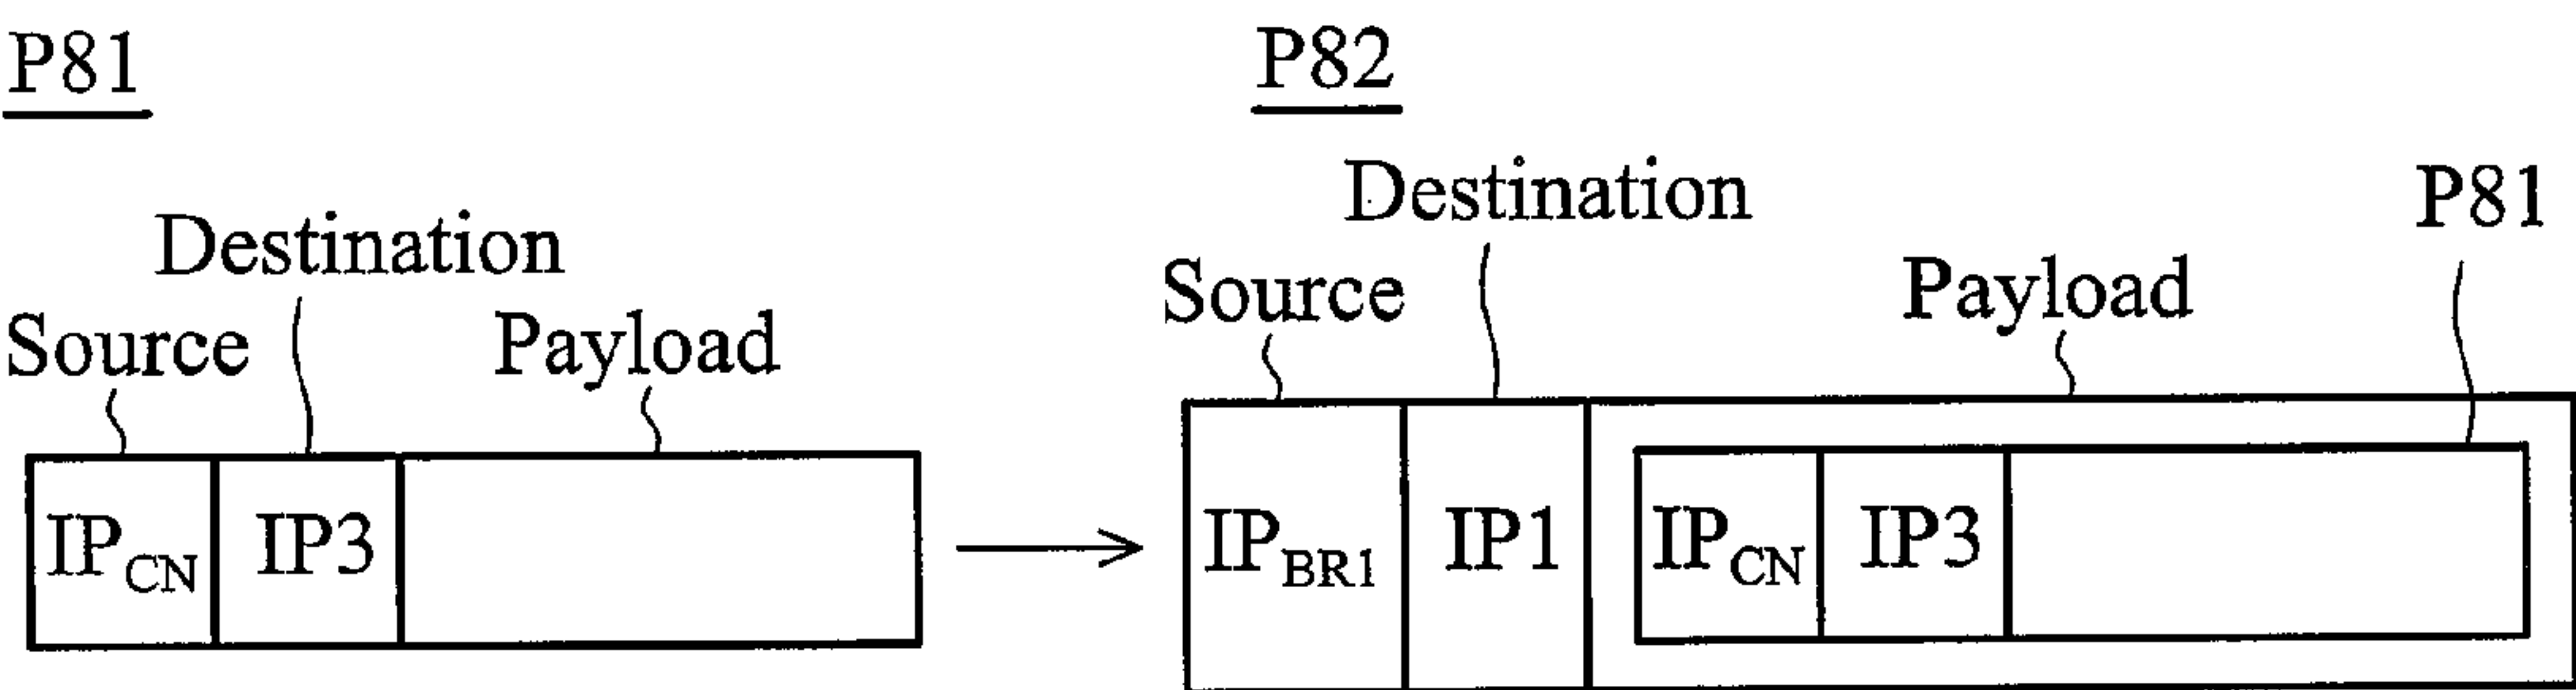 P81
Destination
Source
Payload
IPCN
IP3
P82
Destination
P81
Source
Payload
IPBR1
IP1
IPCN
IP3